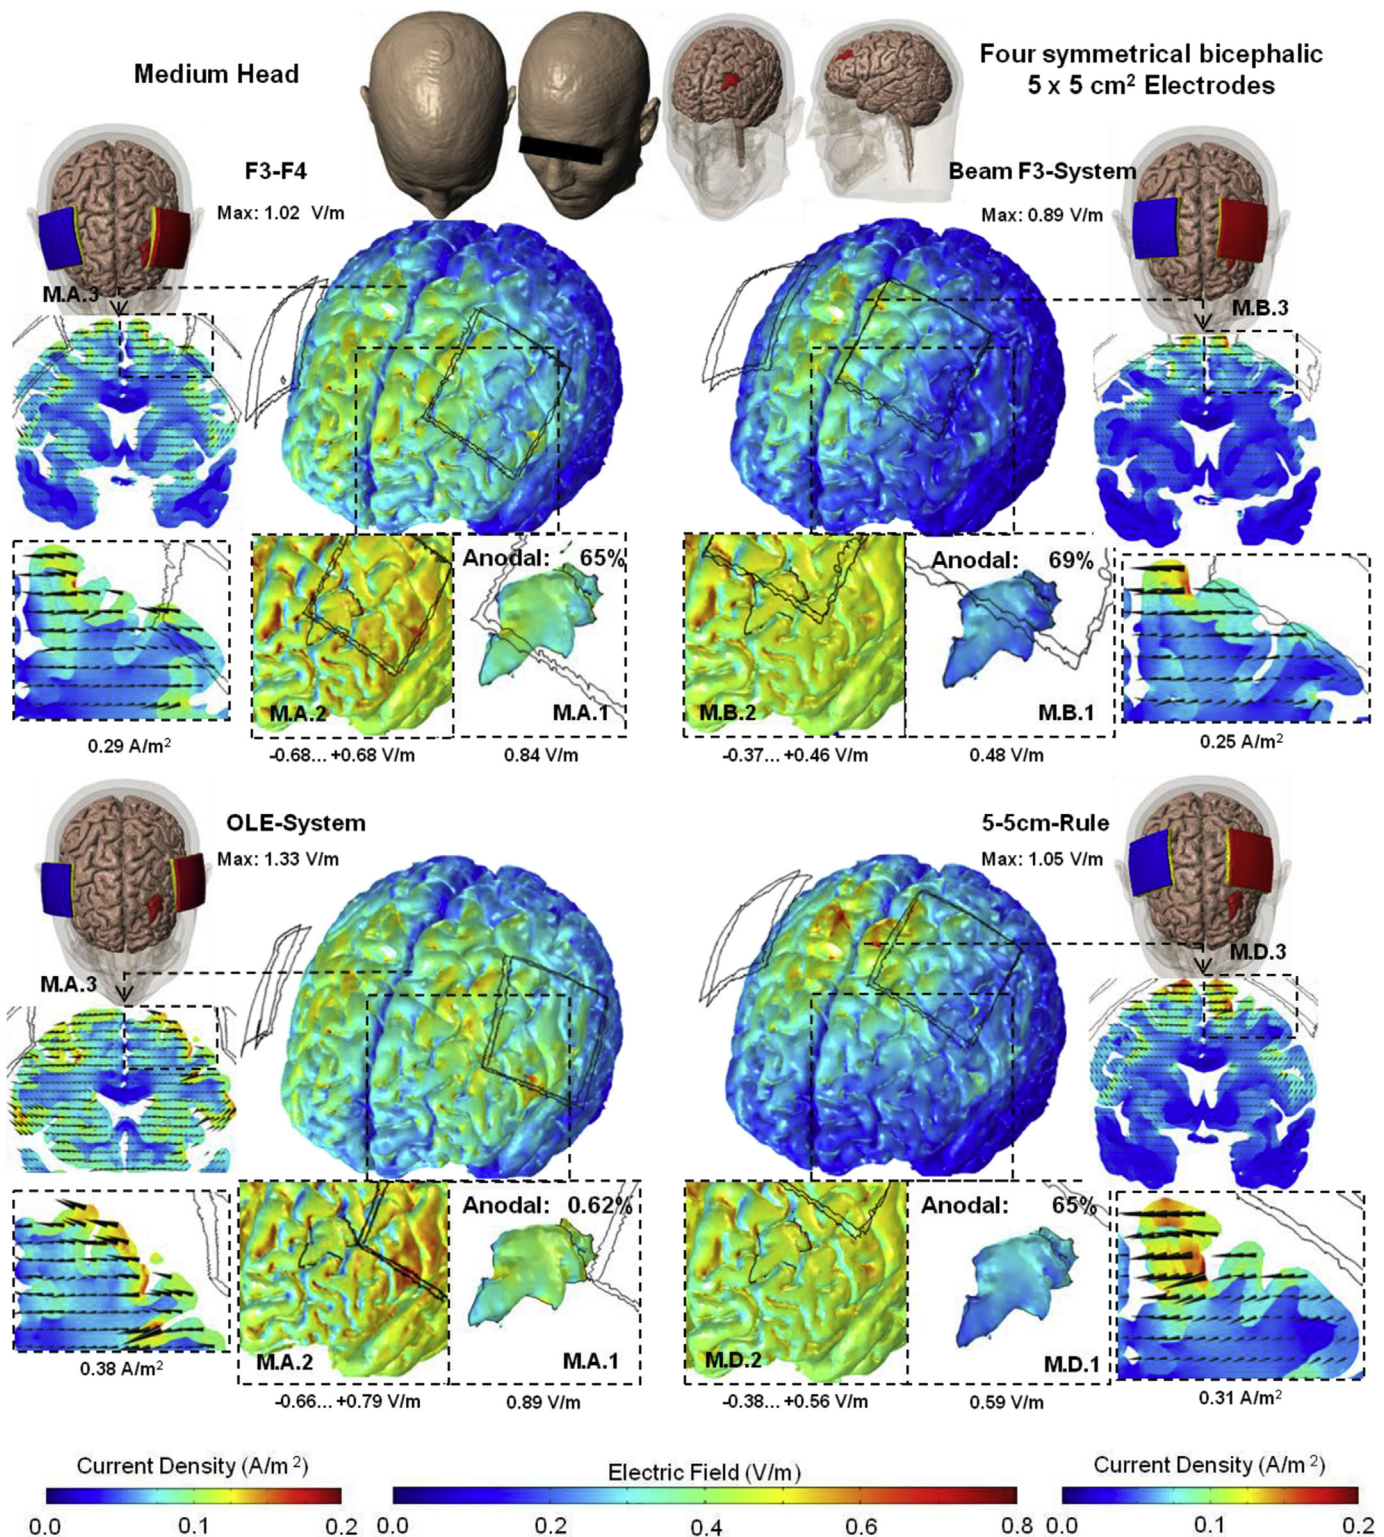 Medium Head
Four symmetrical bicephalic
5 x 5 cm² Electrodes
F3-F4
Max: 1.02 V/m
Beam F3-System
Max: 0.89 V/m
M.A.3
M.B.3
Anodal: 65%
Anodal: 69%
M.A.2
M.A.1
M.B.2
M.B.1
0.29 A/m²
-0.68... +0.68 V/m
0.84 V/m
-0.37... +0.46 V/m
0.48 V/m
0.25 A/m²
OLE-System
Max: 1.33 V/m
5-5cm-Rule
Max: 1.05 V/m
M.A.3
M.D.3
Anodal: 0.62%
Anodal: 65%
M.A.2
M.A.1
M.D.2
M.D.1
0.38 A/m²
-0.66... +0.79 V/m
0.89 V/m
-0.38... +0.56 V/m
0.59 V/m
0.31 A/m²
Current Density (A/m²)
0.0 0.1 0.2
Electric Field (V/m)
0.0 0.2 0.4 0.6 0.8
Current Density (A/m²)
0.0 0.1 0.2